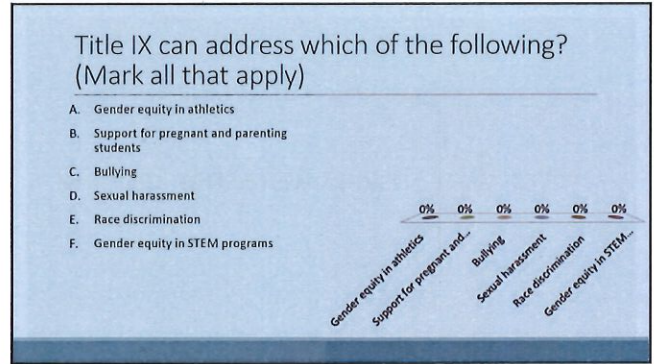 Title IX can address which of the following?
(Mark all that apply)
A. Gender equity in athletics
B. Support for pregnant and parenting
students
C. Bullying
D. Sexual harassment
E. Race discrimination
F. Gender equity in STEM programs
0% 0% 0% 0% 0% 0%
Gender equity in athletics
Support for pregnant and...
Bullying
Sexual harassment
Race discrimination
Gender equity in STEM...